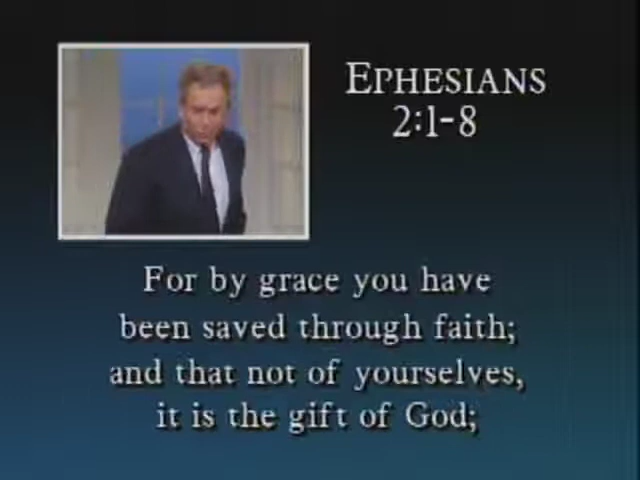 EPHESIANS
2:1-8
For by grace you have
been saved through faith;
and that not of yourselves,
it is the gift of God;